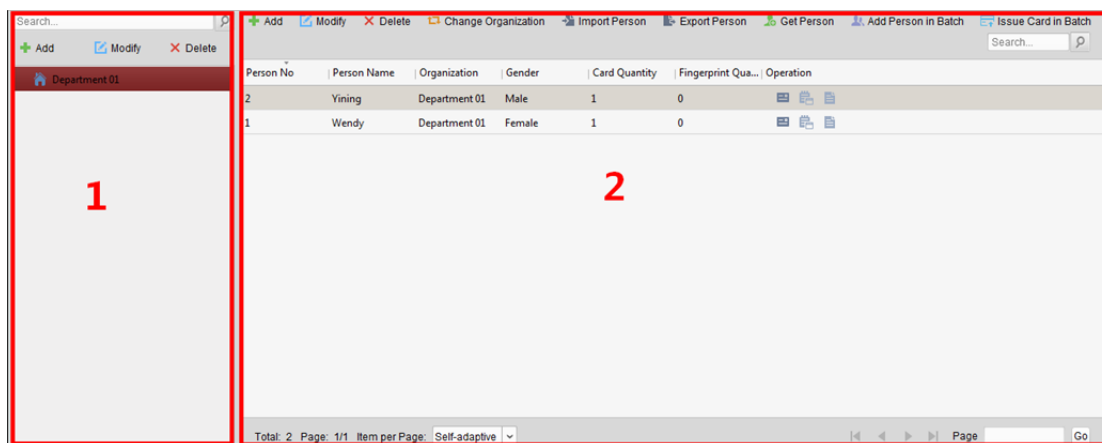 Search...
Add Modify Delete
Department 01
1
Add Modify Delete Change Organization Import Person Export Person Get Person Add Person in Batch Issue Card in Batch
Search...
Person No Person Name Organization Gender Card Quantity Fingerprint Qua... Operation
2 Yining Department 01 Male 1 0
1 Wendy Department 01 Female 1 0
2
Total: 2 Page: 1/1 Item per Page: Self-adaptive Page Go